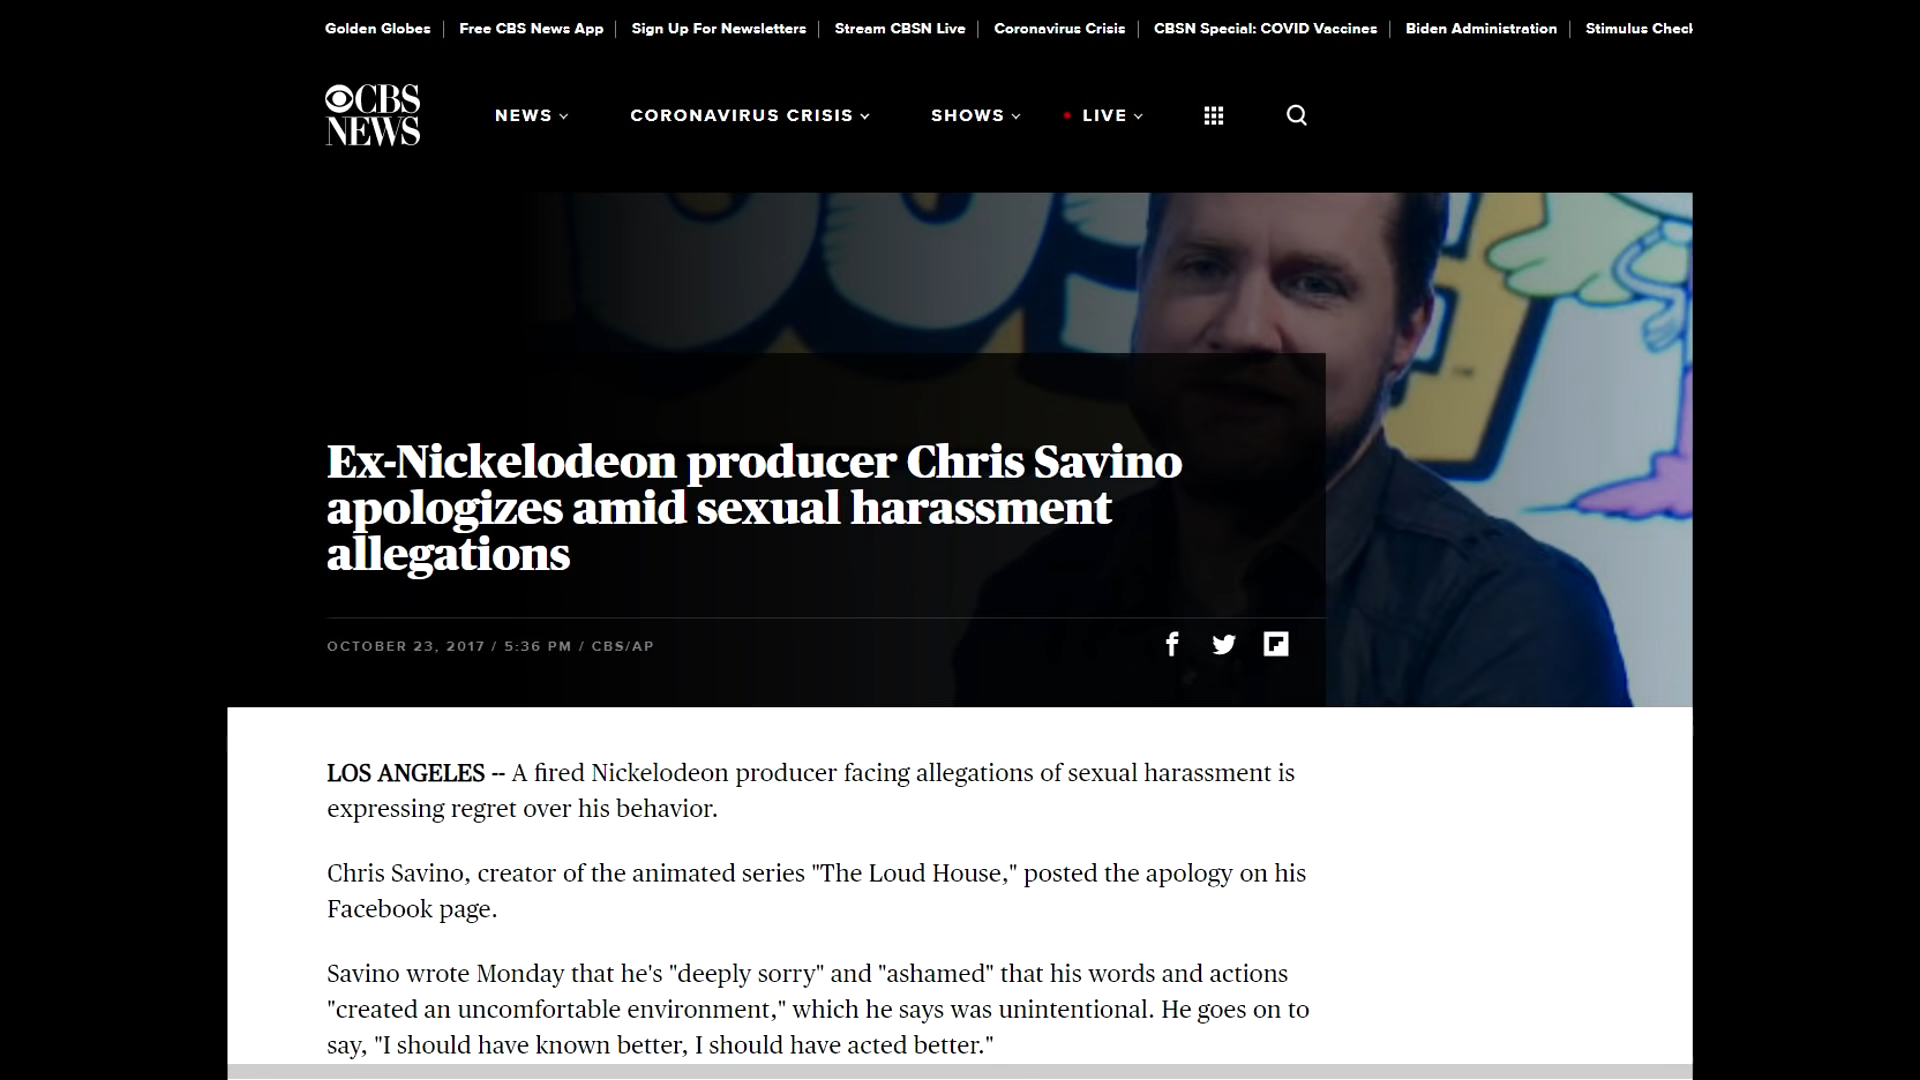 Golden Globes Free CBS News App Sign Up For Newsletters Stream CBSN Live Coronavirus Crisis CBSN Special: COVID Vaccines Biden Administration Stimulus Check
CBS
NEWS
NEWS CORONAVIRUS CRISIS SHOWS LIVE
Ex-Nickelodeon producer Chris Savino
apologizes amid sexual harassment
allegations
OCTOBER 23, 2017 / 5:36 PM / CBS/AP
LOS ANGELES -- A fired Nickelodeon producer facing allegations of sexual harassment is
expressing regret over his behavior.
Chris Savino, creator of the animated series "The Loud House," posted the apology on his
Facebook page.
Savino wrote Monday that he's "deeply sorry" and "ashamed" that his words and actions
"created an uncomfortable environment," which he says was unintentional. He goes on to
say, "I should have known better, I should have acted better."